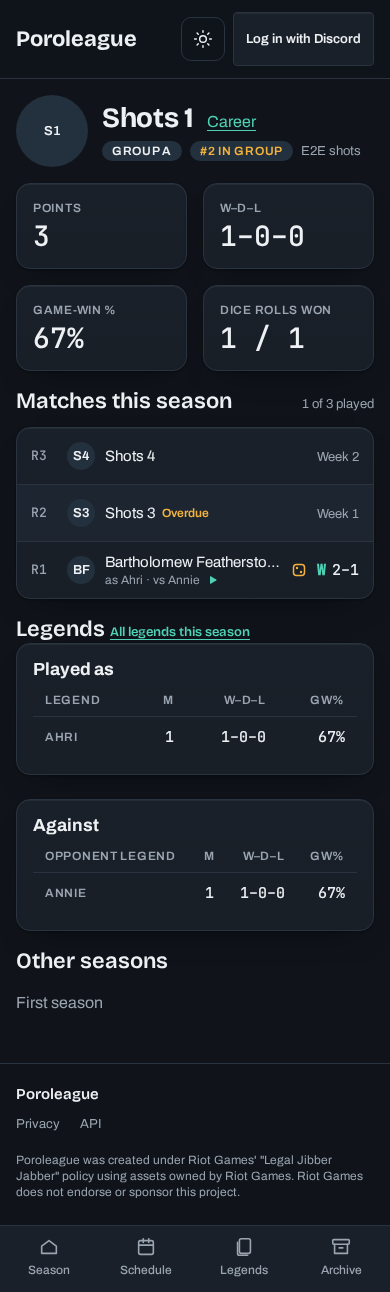 Poroleague
Log in with Discord
S1
Shots 1 Career
GROUP A #2 IN GROUP E2E shots
POINTS
3
W–D–L
1–0–0
GAME-WIN %
67%
DICE ROLLS WON
1 / 1
Matches this season 1 of 3 played
R3 S4 Shots 4 Week 2
R2 S3 Shots 3 Overdue Week 1
R1 BF Bartholomew Feathersto... W 2–1
as Ahri · vs Annie
Legends All legends this season
Played as
LEGEND M W–D–L GW%
AHRI 1 1–0–0 67%
Against
OPPONENT LEGEND M W–D–L GW%
ANNIE 1 1–0–0 67%
Other seasons
First season
Poroleague
Privacy API
Poroleague was created under Riot Games' "Legal Jibber
Jabber" policy using assets owned by Riot Games. Riot Games
does not endorse or sponsor this project.
Season Schedule Legends Archive